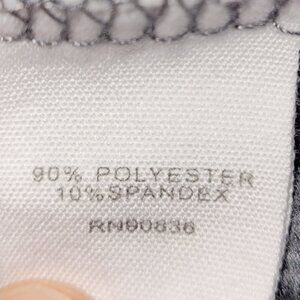 90% POLYESTER
10% SPANDEX
RN90836